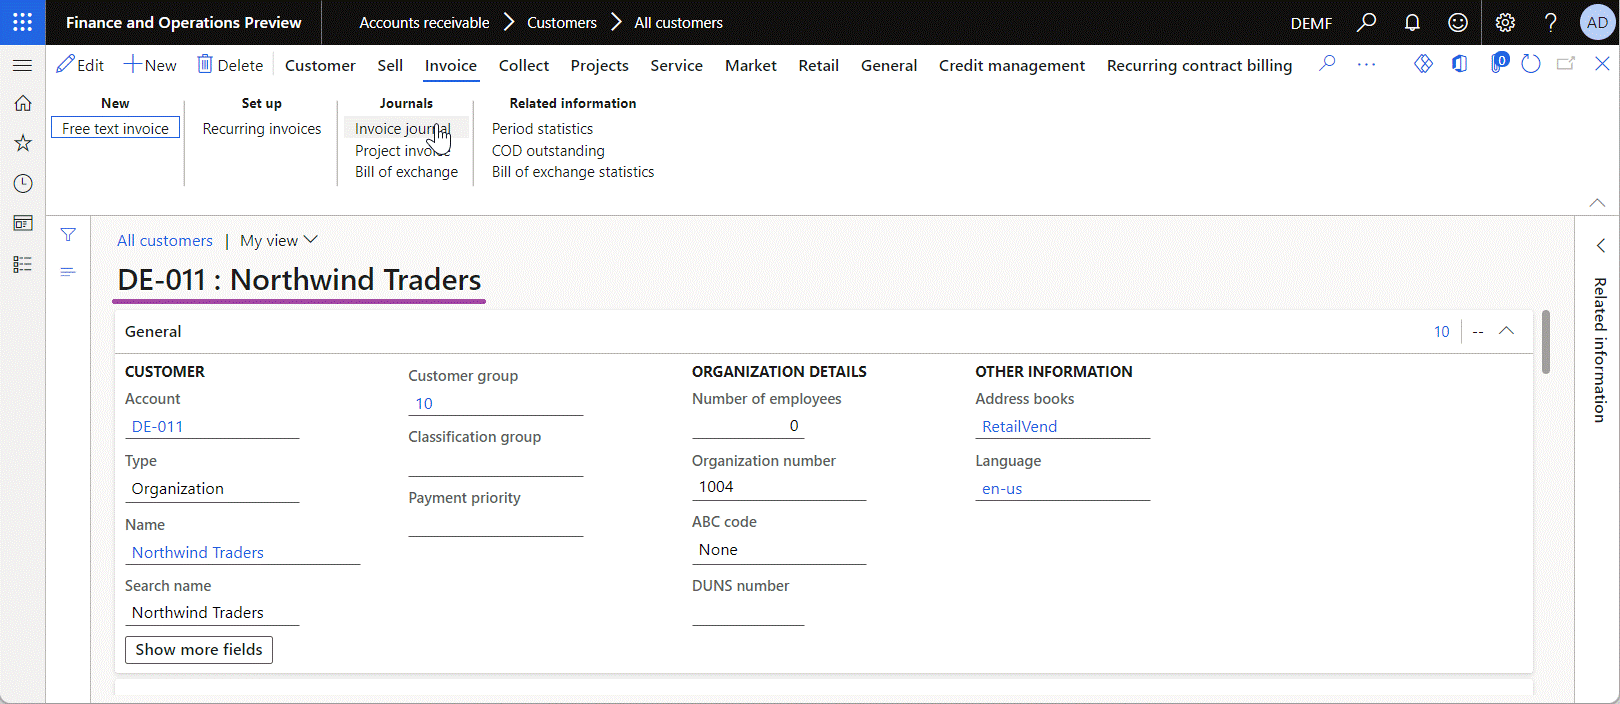 Finance and Operations Preview
Accounts receivable > Customers > All customers
DEMF
AD
Edit
New
Delete
Customer
Sell
Invoice
Collect
Projects
Service
Market
Retail
General
Credit management
Recurring contract billing
0
New
Free text invoice
Set up
Recurring invoices
Journals
Invoice journal
Project invoice
Bill of exchange
Related information
Period statistics
COD outstanding
Bill of exchange statistics
All customers | My view
DE-011 : Northwind Traders
General
10 | --
CUSTOMER
Account
DE-011
Type
Organization
Name
Northwind Traders
Search name
Northwind Traders
Show more fields
Customer group
10
Classification group
Payment priority
ORGANIZATION DETAILS
Number of employees
0
Organization number
1004
ABC code
None
DUNS number
OTHER INFORMATION
Address books
RetailVend
Language
en-us
Related information